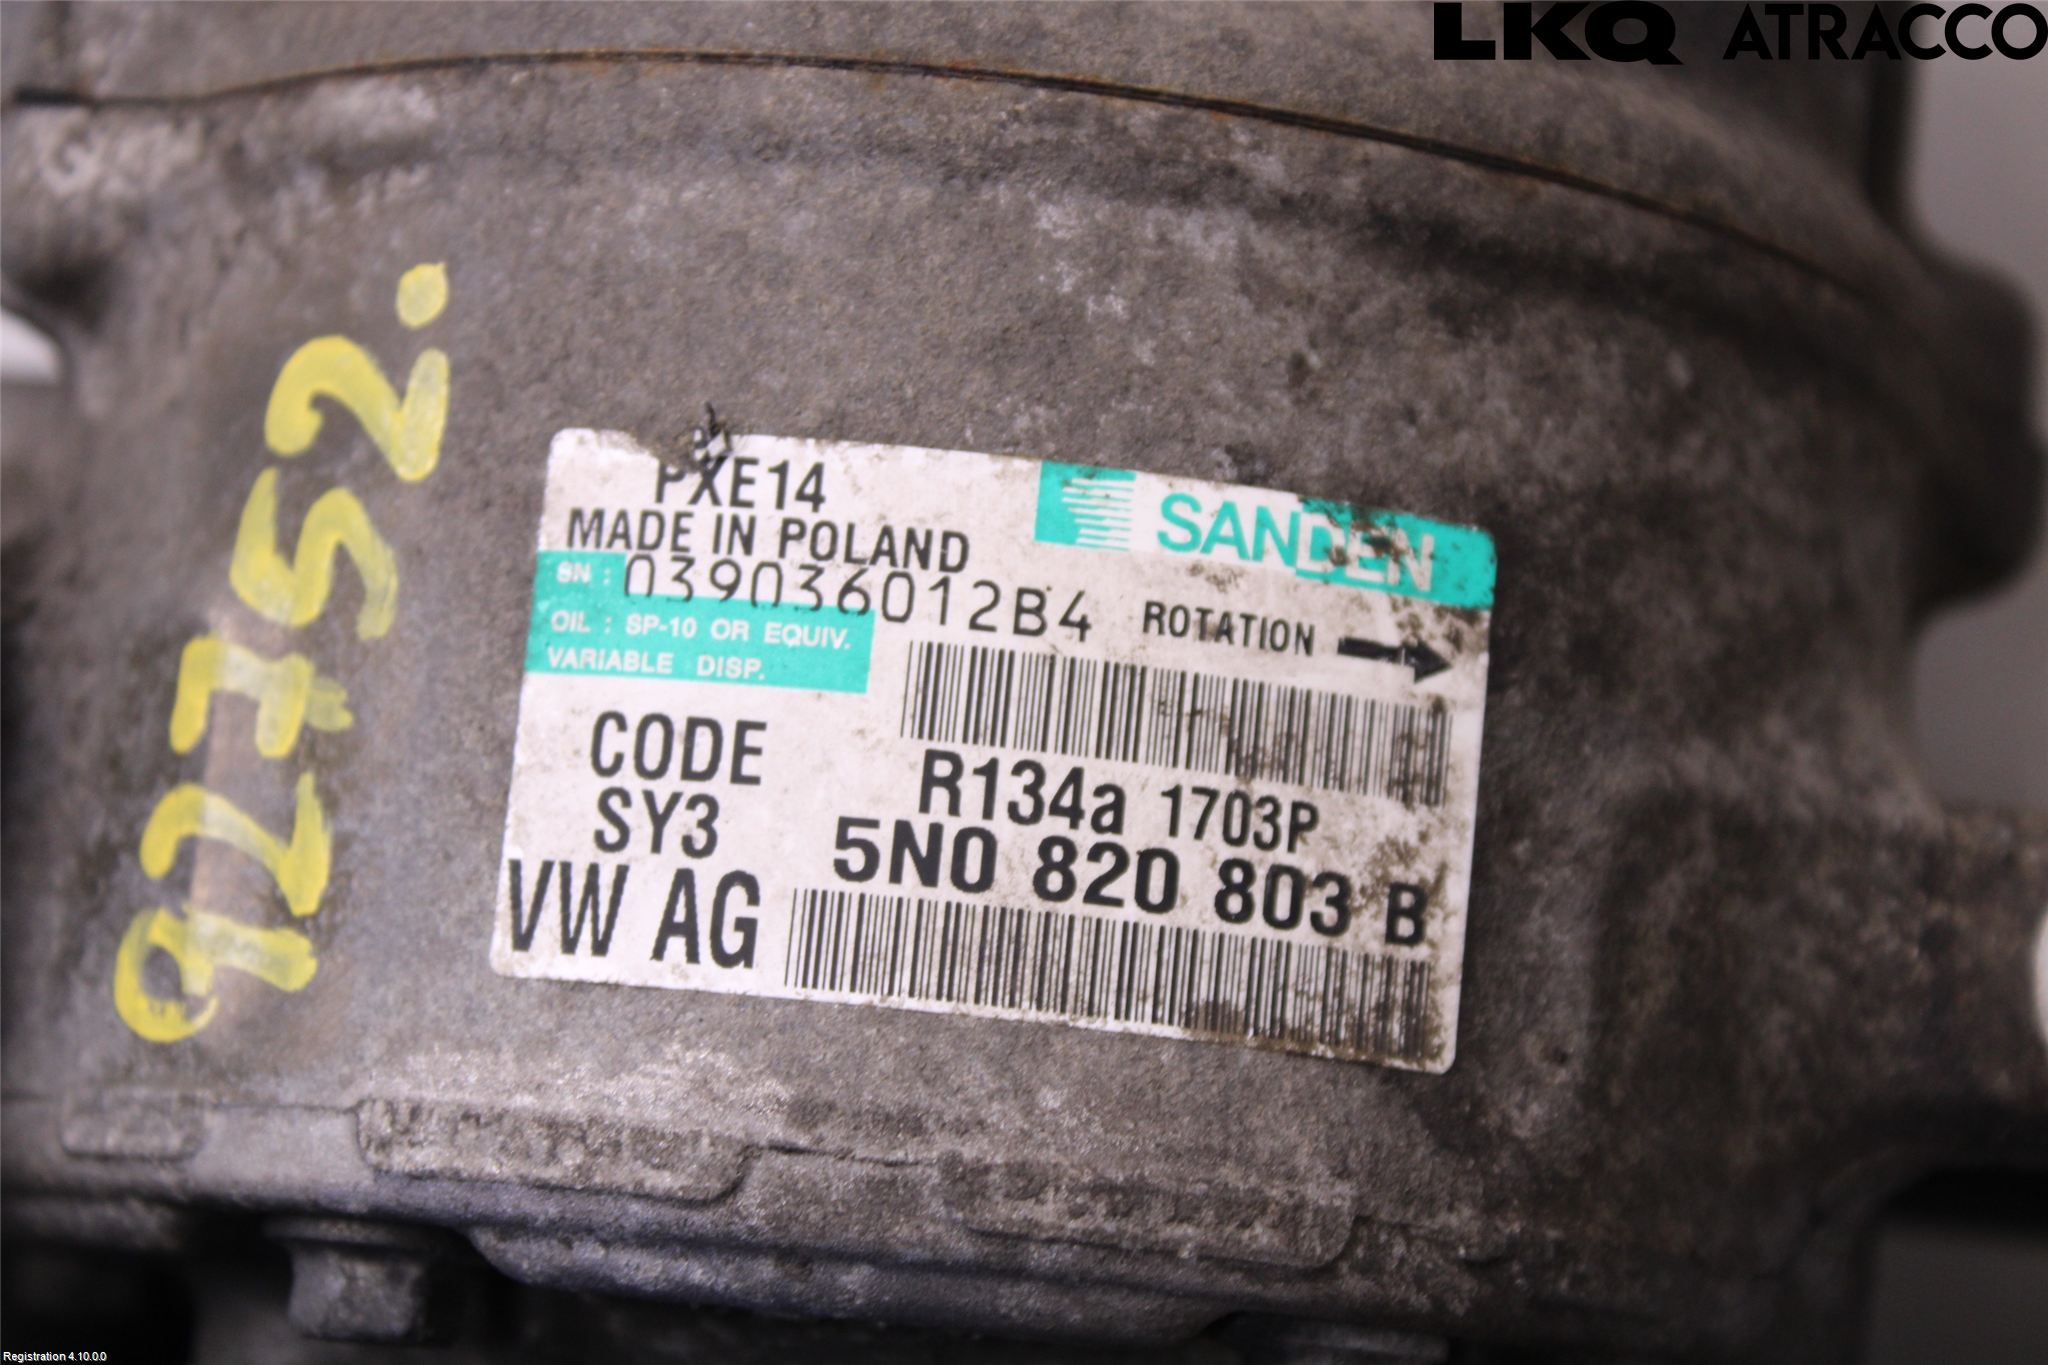 LKQ ATRACCO
92752.
PXE14
SANDEN
MADE IN POLAND
SN : 039036012B4
ROTATION
OIL : SP-10 OR EQUIV.
VARIABLE DISP.
CODE
SY3
R134a 1703P
VW AG
5N0 820 803 B
Registration 4.10.0.0